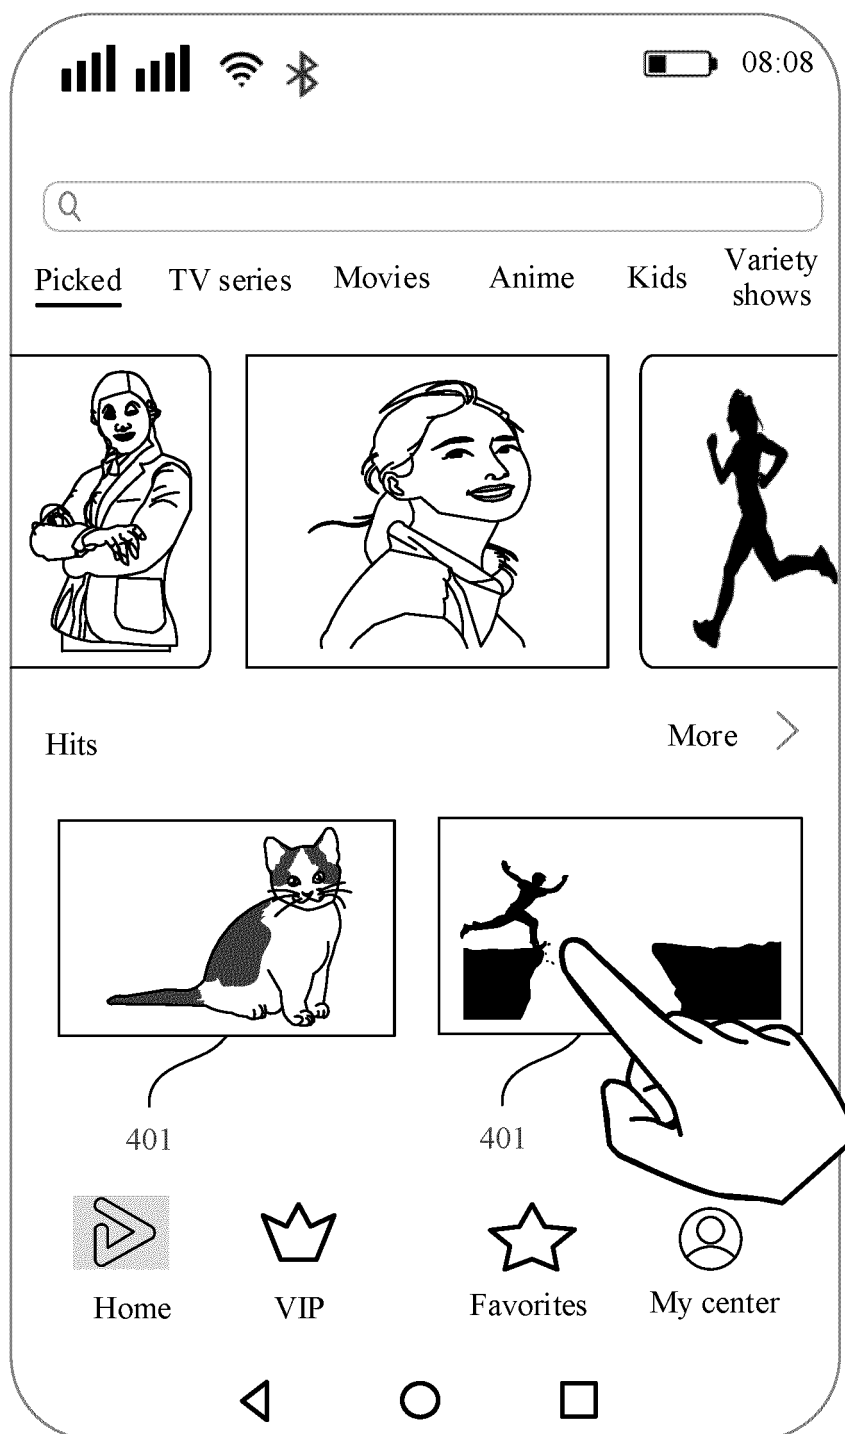 08:08
Picked
TV series
Movies
Anime
Kids
Variety
shows
Hits
More
401
401
Home
VIP
Favorites
My center